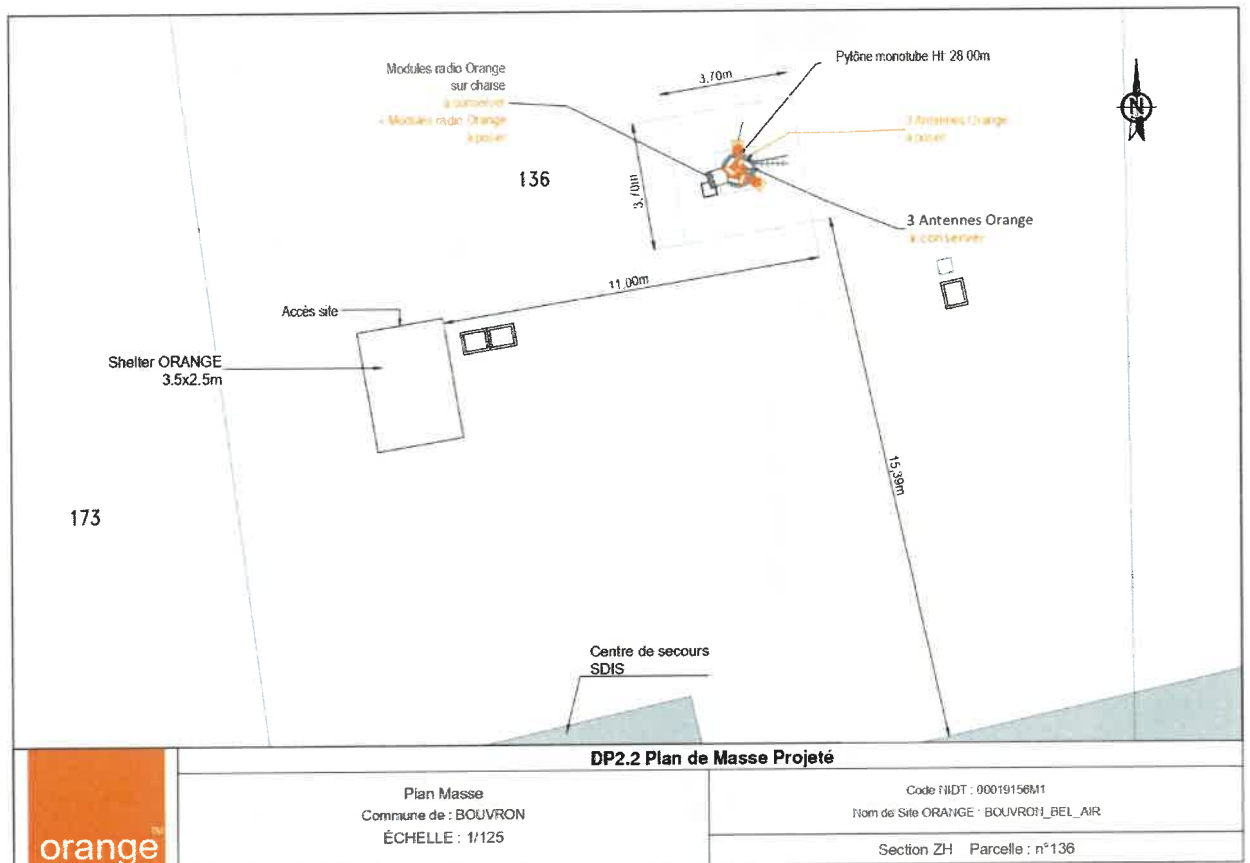 Modules radio Orange
sur chaise
à conserver
+ Modules radio Orange
à poser
3,70m
Pylône monotube Ht: 28.00m
N
3 Antennes Orange
à poser
136
3,70m
3 Antennes Orange
à conserver
11,00m
Accès site
Shelter ORANGE
3.5x2.5m
15,39m
173
Centre de secours
SDIS
DP2.2 Plan de Masse Projeté
Plan Masse
Commune de : BOUVRON
ÉCHELLE : 1/125
Code NIDT : 00019156M1
Nom de Site ORANGE : BOUVRON_BEL_AIR
Section ZH Parcelle : n°136
orange
TM